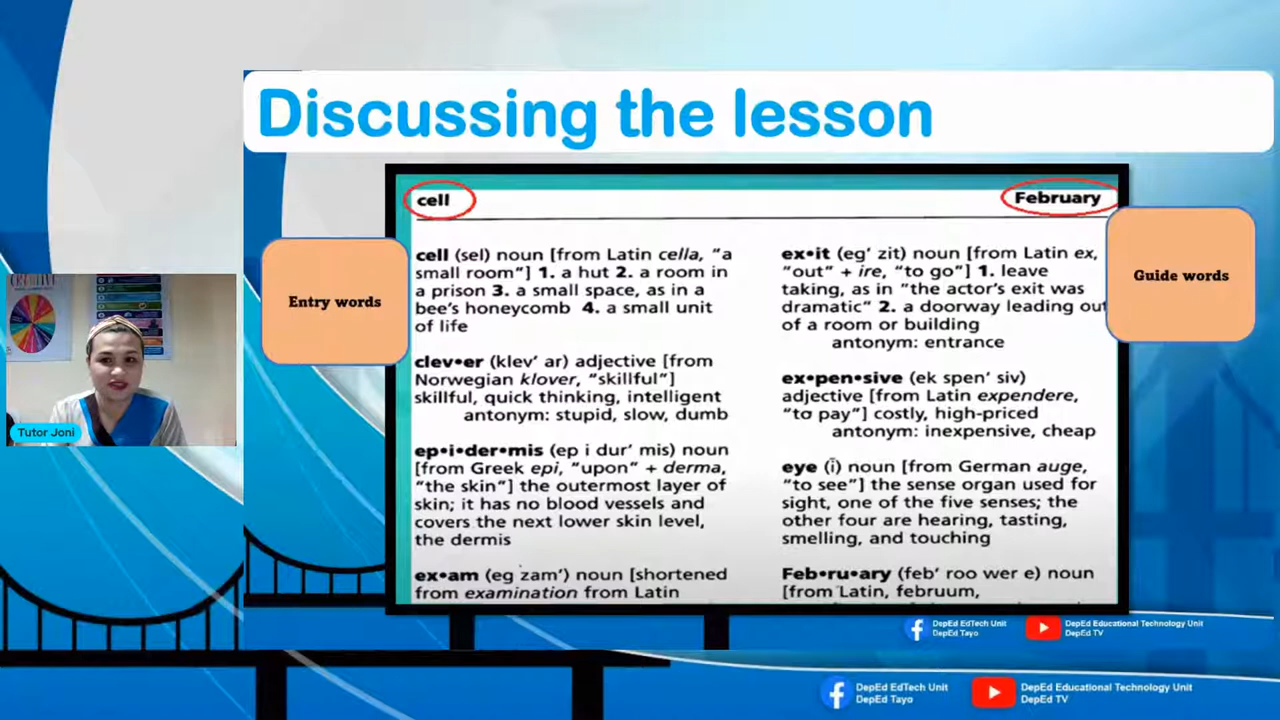 Discussing the lesson
cell
February
Entry words
Guide words
cell (sel) noun [from Latin cella, “a
small room”] 1. a hut 2. a room in
a prison 3. a small space, as in a
bee’s honeycomb 4. a small unit
of life
clev•er (klev’ ar) adjective [from
Norwegian klover, “skillful”]
skillful, quick thinking, intelligent
antonym: stupid, slow, dumb
ep•i•der•mis (ep i dur’ mis) noun
[from Greek epi, “upon” + derma,
“the skin”] the outermost layer of
skin; it has no blood vessels and
covers the next lower skin level,
the dermis
ex•am (eg zam’) noun [shortened
from examination from Latin
ex•it (eg’ zit) noun [from Latin ex,
“out” + ire, “to go”] 1. leave
taking, as in “the actor’s exit was
dramatic” 2. a doorway leading out
of a room or building
antonym: entrance
ex•pen•sive (ek spen’ siv)
adjective [from Latin expendere,
“to pay”] costly, high-priced
antonym: inexpensive, cheap
eye (ī) noun [from German auge,
“to see”] the sense organ used for
sight, one of the five senses; the
other four are hearing, tasting,
smelling, and touching
Feb•ru•ary (feb’ roo wer e) noun
[from Latin, februum,
Tutor Joni
DepEd EdTech Unit
DepEd Tayo
DepEd Educational Technology Unit
DepEd TV
DepEd EdTech Unit
DepEd Tayo
DepEd Educational Technology Unit
DepEd TV